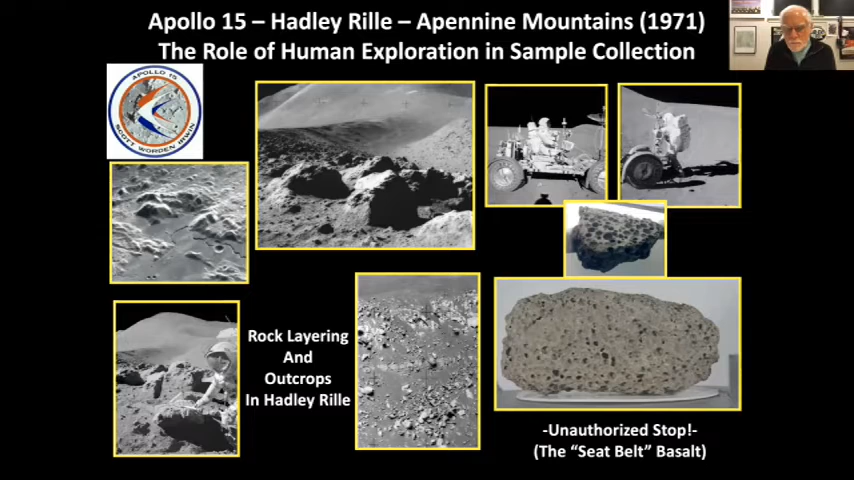 Apollo 15 – Hadley Rille – Apennine Mountains (1971)
The Role of Human Exploration in Sample Collection
APOLLO 15
SCOTT WORDEN IRWIN
Rock Layering
And
Outcrops
In Hadley Rille
-Unauthorized Stop!-
(The “Seat Belt” Basalt)